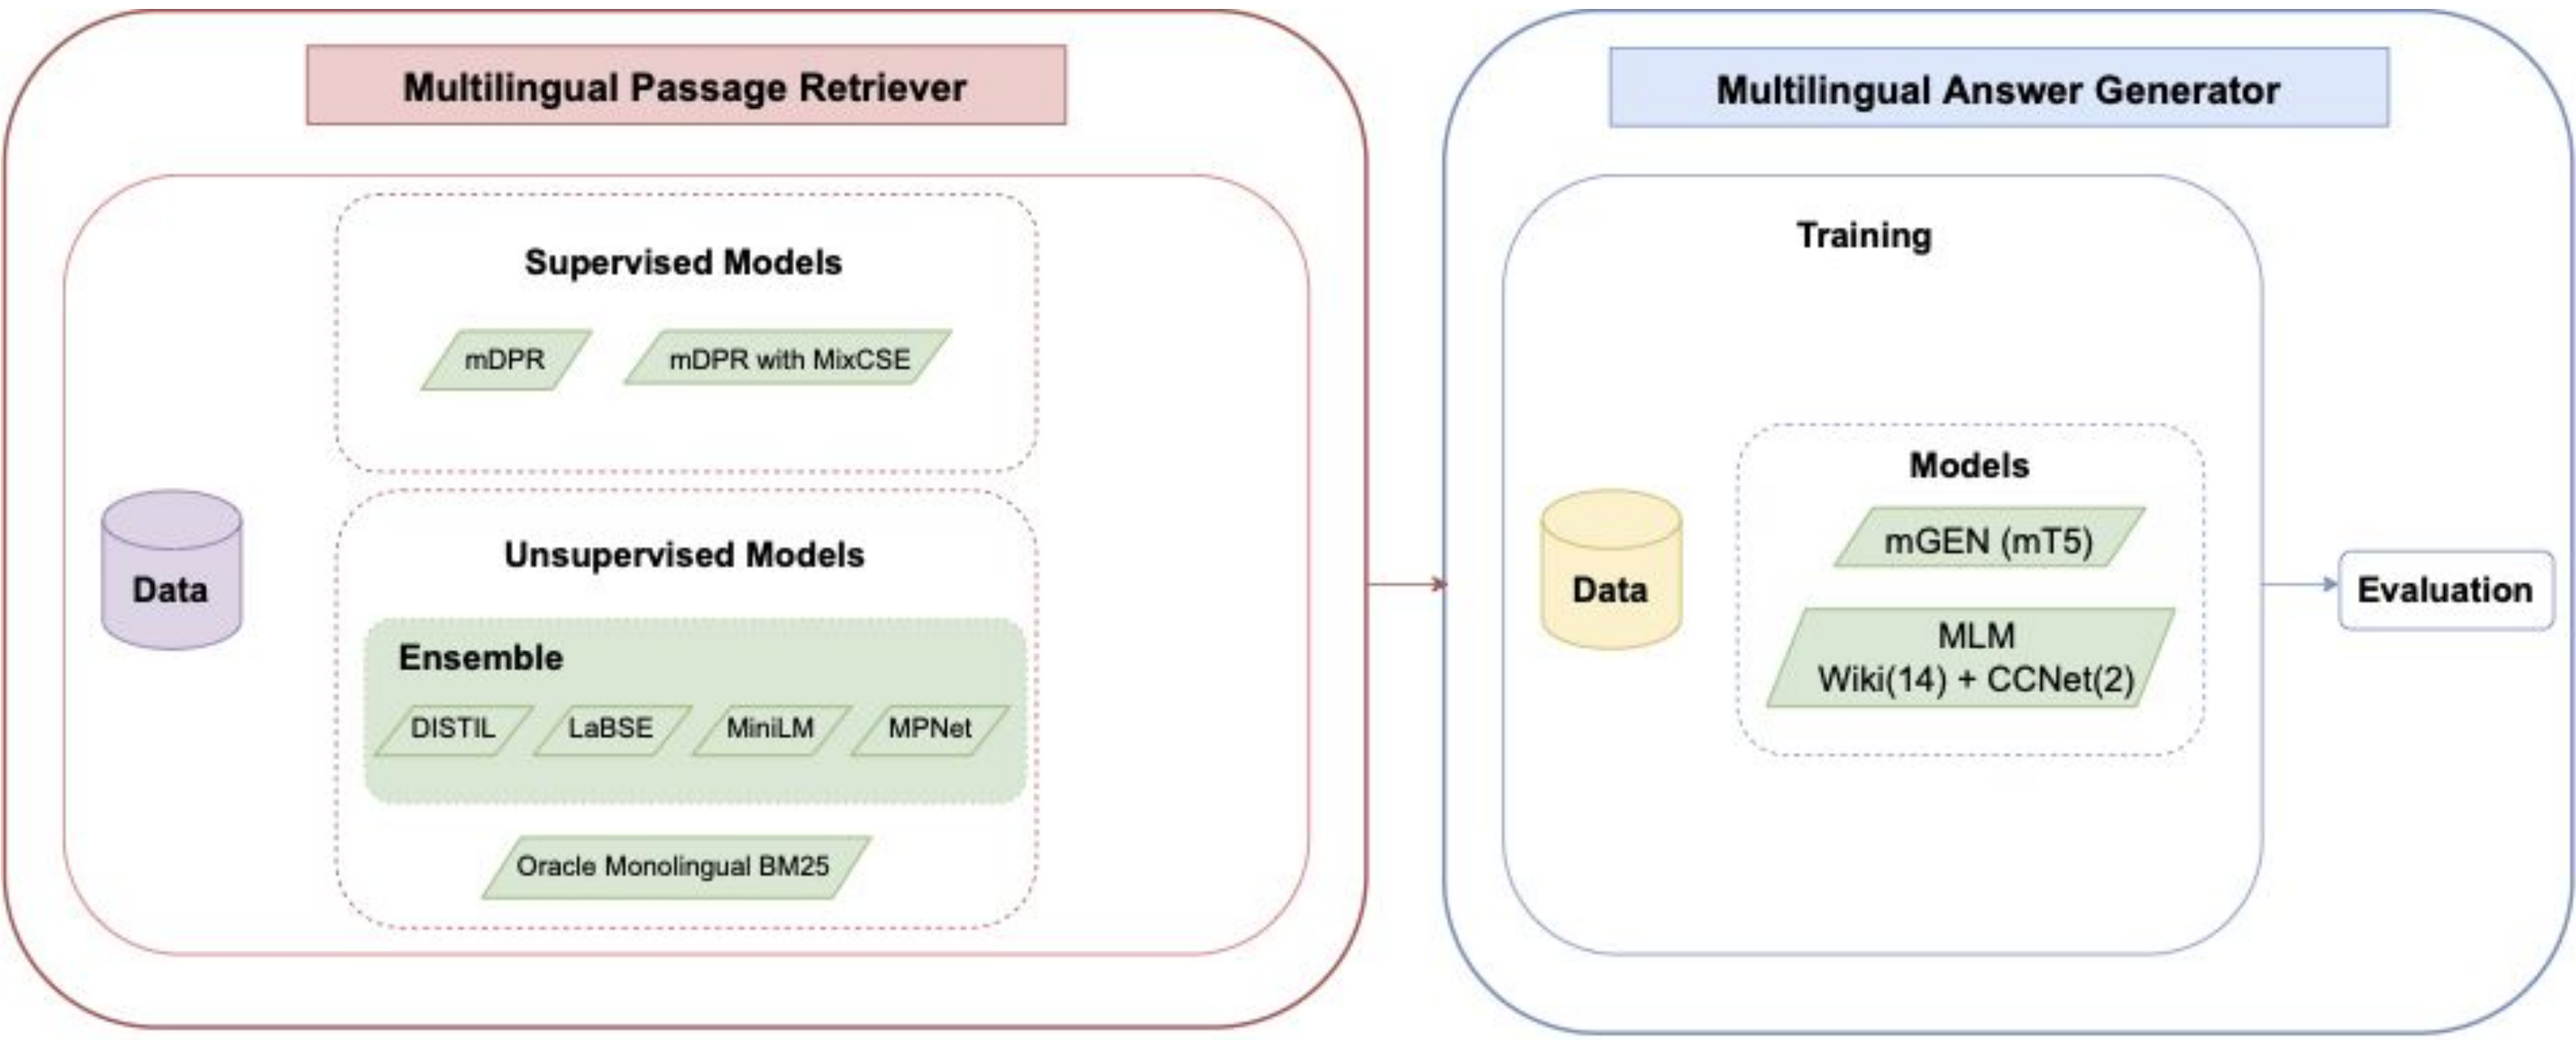 Multilingual Passage Retriever
Supervised Models
mDPR
mDPR with MixCSE
Data
Unsupervised Models
Ensemble
DISTIL
LaBSE
MiniLM
MPNet
Oracle Monolingual BM25
Multilingual Answer Generator
Training
Data
Models
mGEN (mT5)
MLM
Wiki(14) + CCNet(2)
Evaluation